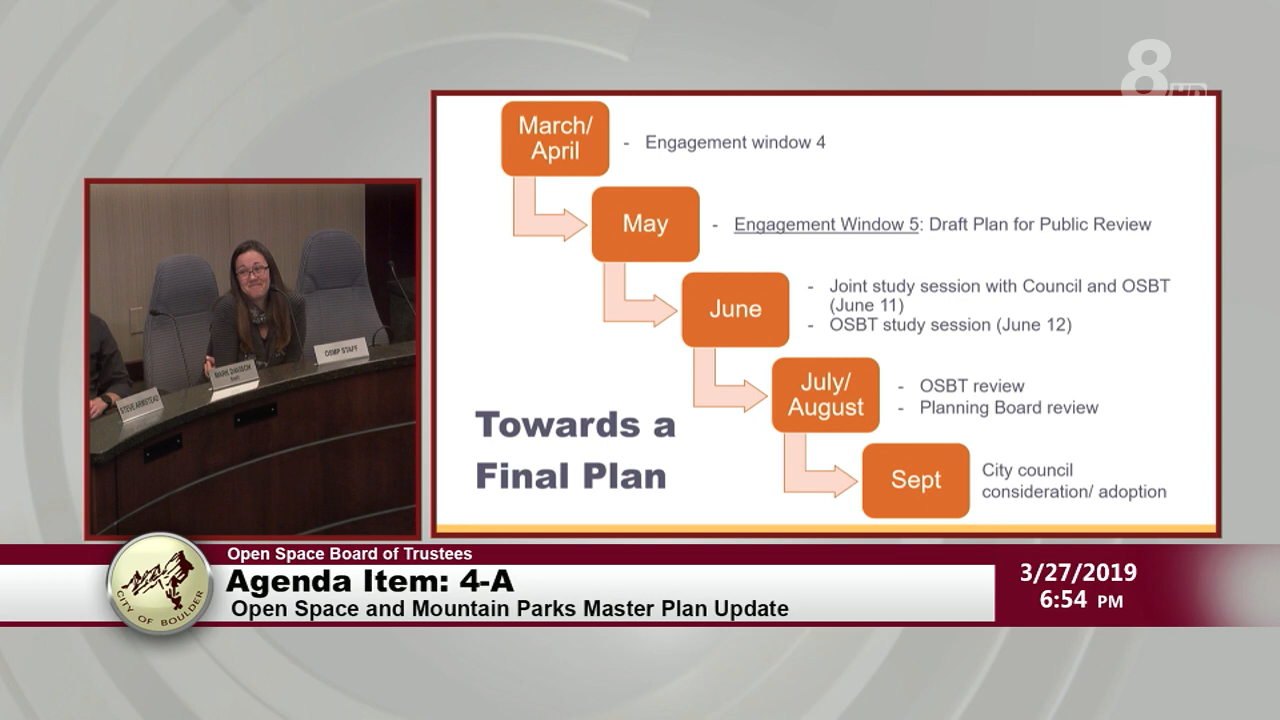 8
HD
March/
April
- Engagement window 4
May
- Engagement Window 5: Draft Plan for Public Review
June
- Joint study session with Council and OSBT
(June 11)
- OSBT study session (June 12)
July/
August
- OSBT review
- Planning Board review
Sept
City council
consideration/ adoption
Towards a
Final Plan
STEVE ARMSTEAD
MARK DAVISON
OSMP STAFF
Open Space Board of Trustees
Agenda Item: 4-A
Open Space and Mountain Parks Master Plan Update
CITY OF BOULDER
3/27/2019
6:54 PM